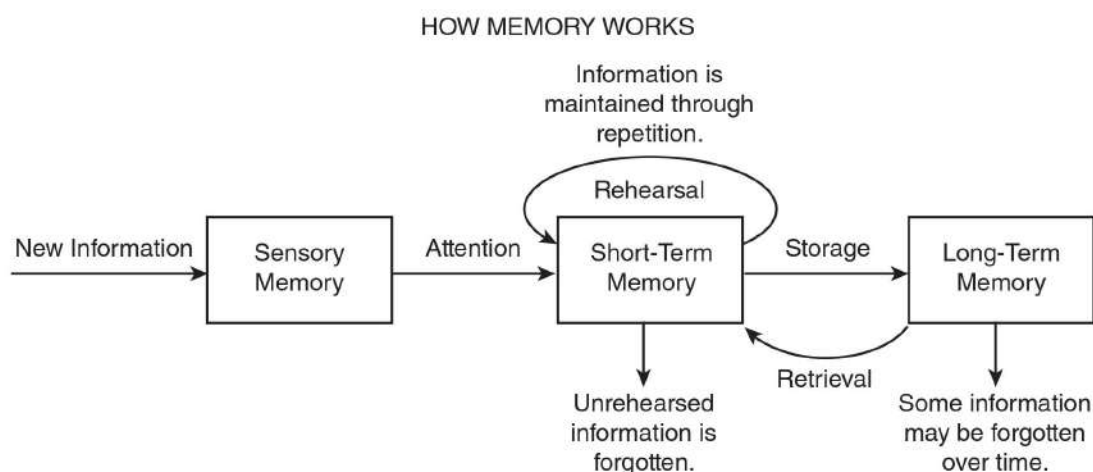 HOW MEMORY WORKS
Information is
maintained through
repetition.
Rehearsal
New Information
Sensory
Memory
Attention
Short-Term
Memory
Storage
Long-Term
Memory
Retrieval
Unrehearsed
information is
forgotten.
Some information
may be forgotten
over time.